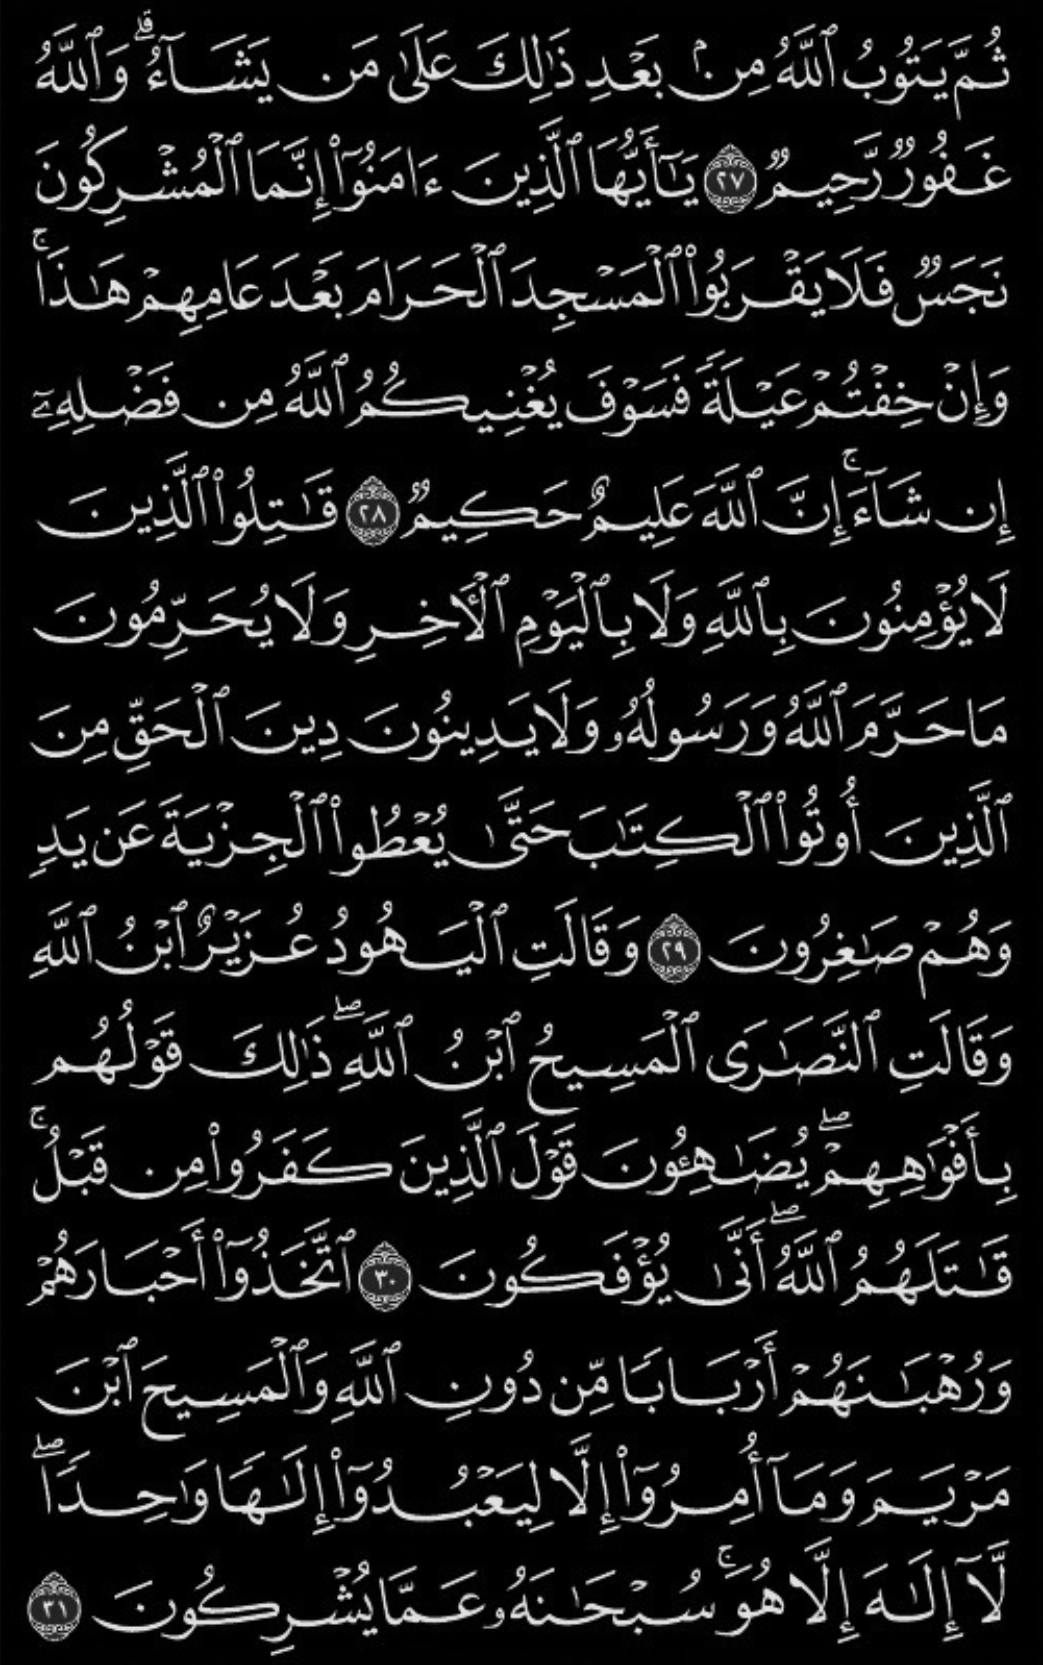 ثُمَّ يَتُوبُ ٱللَّهُ مِنۢ بَعْدِ ذَٰلِكَ عَلَىٰ مَن يَشَآءُۗ وَٱللَّهُ
غَفُورٌ رَّحِيمٌ ٢٧ يَـٰٓأَيُّهَا ٱلَّذِينَ ءَامَنُوٓا۟ إِنَّمَا ٱلْمُشْرِكُونَ
نَجَسٌ فَلَا يَقْرَبُوا۟ ٱلْمَسْجِدَ ٱلْحَرَامَ بَعْدَ عَامِهِمْ هَـٰذَاۚ
وَإِنْ خِفْتُمْ عَيْلَةً فَسَوْفَ يُغْنِيكُمُ ٱللَّهُ مِن فَضْلِهِۦٓ
إِن شَآءَۚ إِنَّ ٱللَّهَ عَلِيمٌ حَكِيمٌ ٢٨ قَـٰتِلُوا۟ ٱلَّذِينَ
لَا يُؤْمِنُونَ بِٱللَّهِ وَلَا بِٱلْيَوْمِ ٱلْـَٔاخِرِ وَلَا يُحَرِّمُونَ
مَا حَرَّمَ ٱللَّهُ وَرَسُولُهُۥ وَلَا يَدِينُونَ دِينَ ٱلْحَقِّ مِنَ
ٱلَّذِينَ أُوتُوا۟ ٱلْكِتَـٰبَ حَتَّىٰ يُعْطُوا۟ ٱلْجِزْيَةَ عَن يَدٍ
وَهُمْ صَـٰغِرُونَ ٢٩ وَقَالَتِ ٱلْيَهُودُ عُزَيْرٌ ٱبْنُ ٱللَّهِ
وَقَالَتِ ٱلنَّصَـٰرَى ٱلْمَسِيحُ ٱبْنُ ٱللَّهِۖ ذَٰلِكَ قَوْلُهُم
بِأَفْوَٰهِهِمْۖ يُضَـٰهِـُٔونَ قَوْلَ ٱلَّذِينَ كَفَرُوا۟ مِن قَبْلُۚ
قَـٰتَلَهُمُ ٱللَّهُۖ أَنَّىٰ يُؤْفَكُونَ ٣٠ ٱتَّخَذُوٓا۟ أَحْبَارَهُمْ
وَرُهْبَـٰنَهُمْ أَرْبَابًا مِّن دُونِ ٱللَّهِ وَٱلْمَسِيحَ ٱبْنَ
مَرْيَمَ وَمَآ أُمِرُوٓا۟ إِلَّا لِيَعْبُدُوٓا۟ إِلَـٰهًا وَٰحِدًاۖ
لَّآ إِلَـٰهَ إِلَّا هُوَۚ سُبْحَـٰنَهُۥ عَمَّا يُشْرِكُونَ ٣١